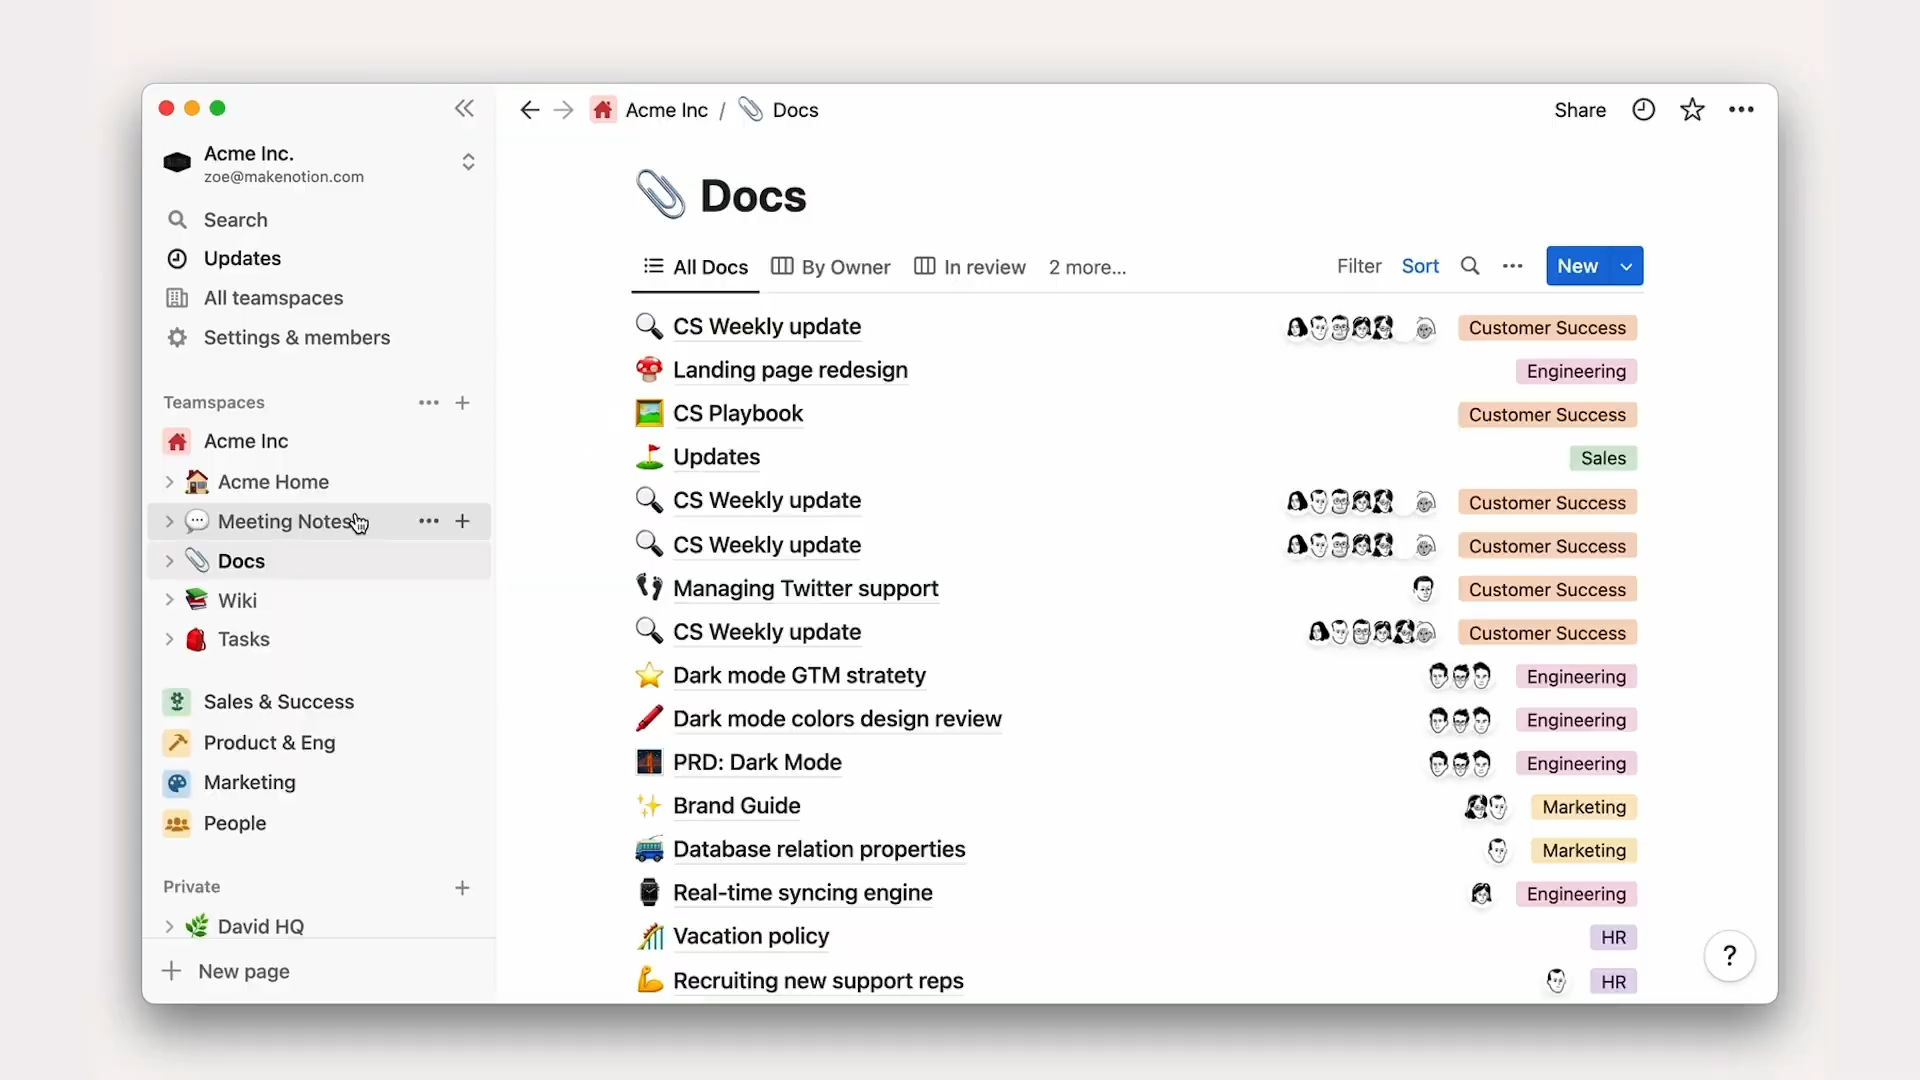 Acme Inc.
zoe@makenotion.com
Search
Updates
All teamspaces
Settings & members
Teamspaces
Acme Inc
Acme Home
Meeting Notes
Docs
Wiki
Tasks
Sales & Success
Product & Eng
Marketing
People
Private
David HQ
New page
Acme Inc / Docs
Share
Docs
All Docs By Owner In review 2 more...
Filter Sort New
CS Weekly update Customer Success
Landing page redesign Engineering
CS Playbook Customer Success
Updates Sales
CS Weekly update Customer Success
CS Weekly update Customer Success
Managing Twitter support Customer Success
CS Weekly update Customer Success
Dark mode GTM stratety Engineering
Dark mode colors design review Engineering
PRD: Dark Mode Engineering
Brand Guide Marketing
Database relation properties Marketing
Real-time syncing engine Engineering
Vacation policy HR
Recruiting new support reps HR
?